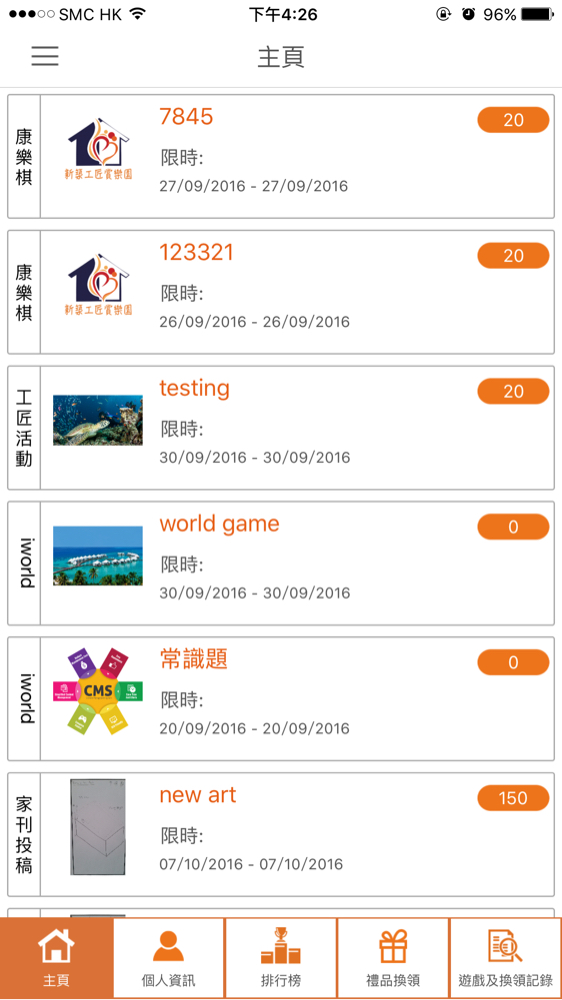 SMC HK
下午4:26
96%
主頁
康樂棋
新築工匠賞樂園
7845
限時:
27/09/2016 - 27/09/2016
20
康樂棋
新築工匠賞樂園
123321
限時:
26/09/2016 - 26/09/2016
20
工匠活動
testing
限時:
30/09/2016 - 30/09/2016
20
iworld
world game
限時:
30/09/2016 - 30/09/2016
0
iworld
CMS
常識題
限時:
20/09/2016 - 20/09/2016
0
家刊投稿
new art
限時:
07/10/2016 - 07/10/2016
150
主頁
個人資訊
排行榜
禮品換領
遊戲及換領記錄